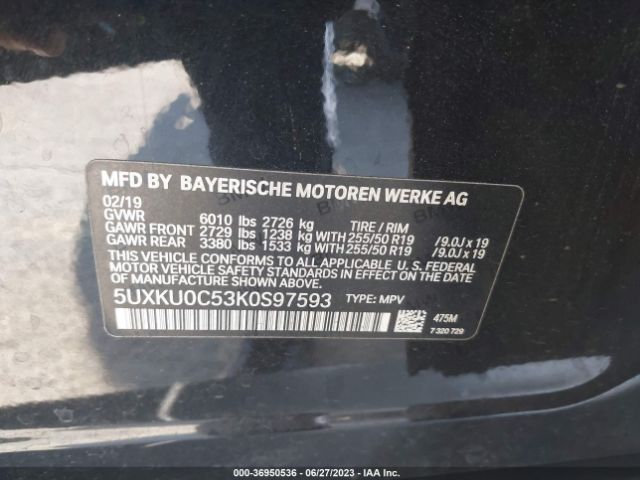 MFD BY BAYERISCHE MOTOREN WERKE AG
02/19
GVWR 6010 lbs 2726 kg TIRE / RIM
GAWR FRONT 2729 lbs 1238 kg WITH 255/50 R19 /9.0J x 19
GAWR REAR 3380 lbs 1533 kg WITH 255/50 R19 /9.0J x 19
THIS VEHICLE CONFORMS TO ALL APPLICABLE U.S. FEDERAL
MOTOR VEHICLE SAFETY STANDARDS IN EFFECT ON THE DATE
OF MANUFACTURE SHOWN ABOVE.
5UXKU0C53K0S97593 TYPE: MPV
475M
7 320 729
000-36950536 - 06/27/2023 - IAA Inc.